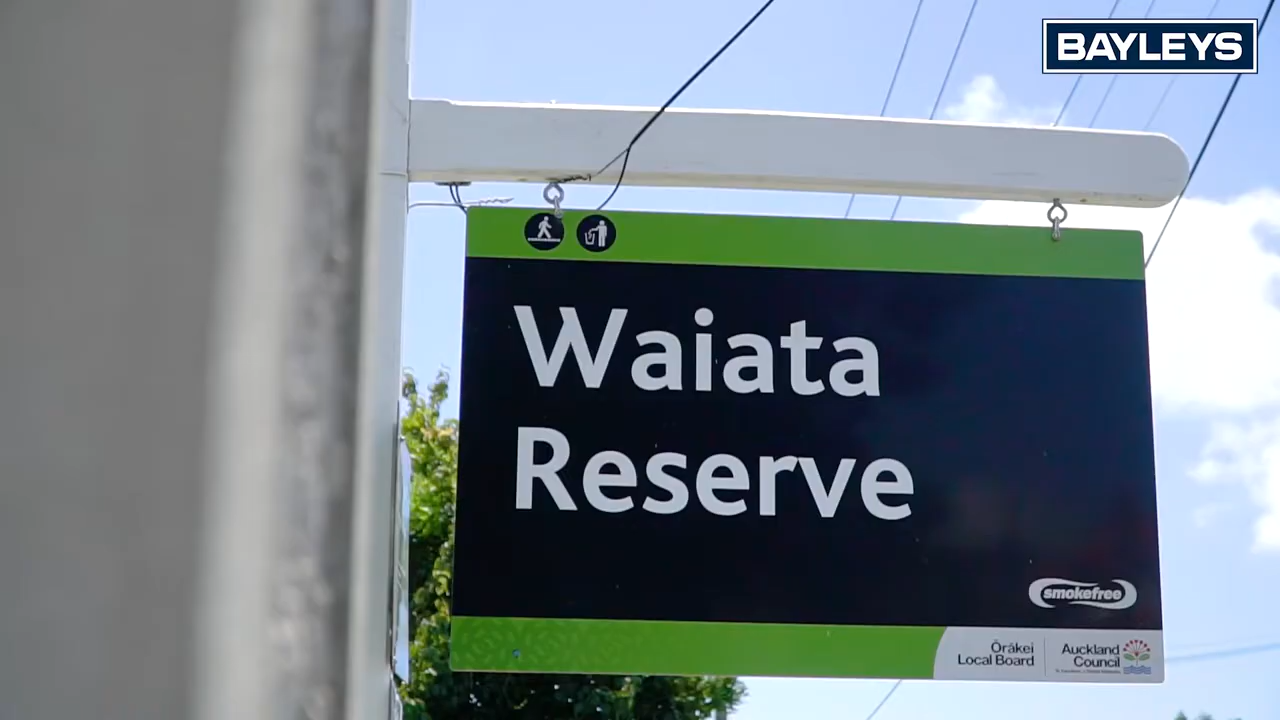 BAYLEYS
Waiata
Reserve
smokefree
Ōrākei
Local Board
Auckland
Council